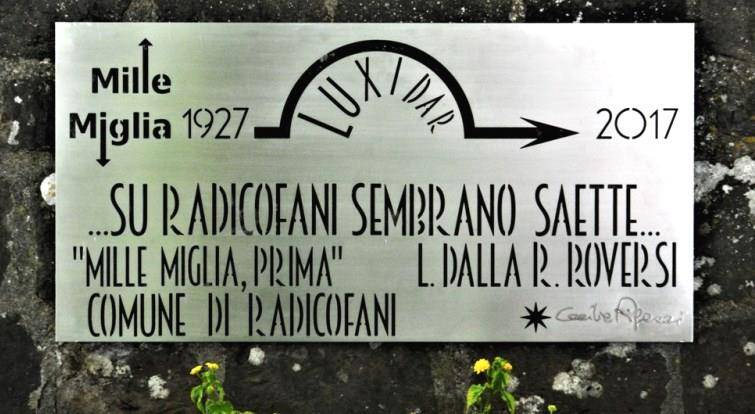 Mille
Miglia 1927
LUXIDAR
2017
...SU RADICOFANI SEMBRANO SAETTE...
"MILLE MIGLIA, PRIMA" L. DALLA R. ROVERSI
COMUNE DI RADICOFANI